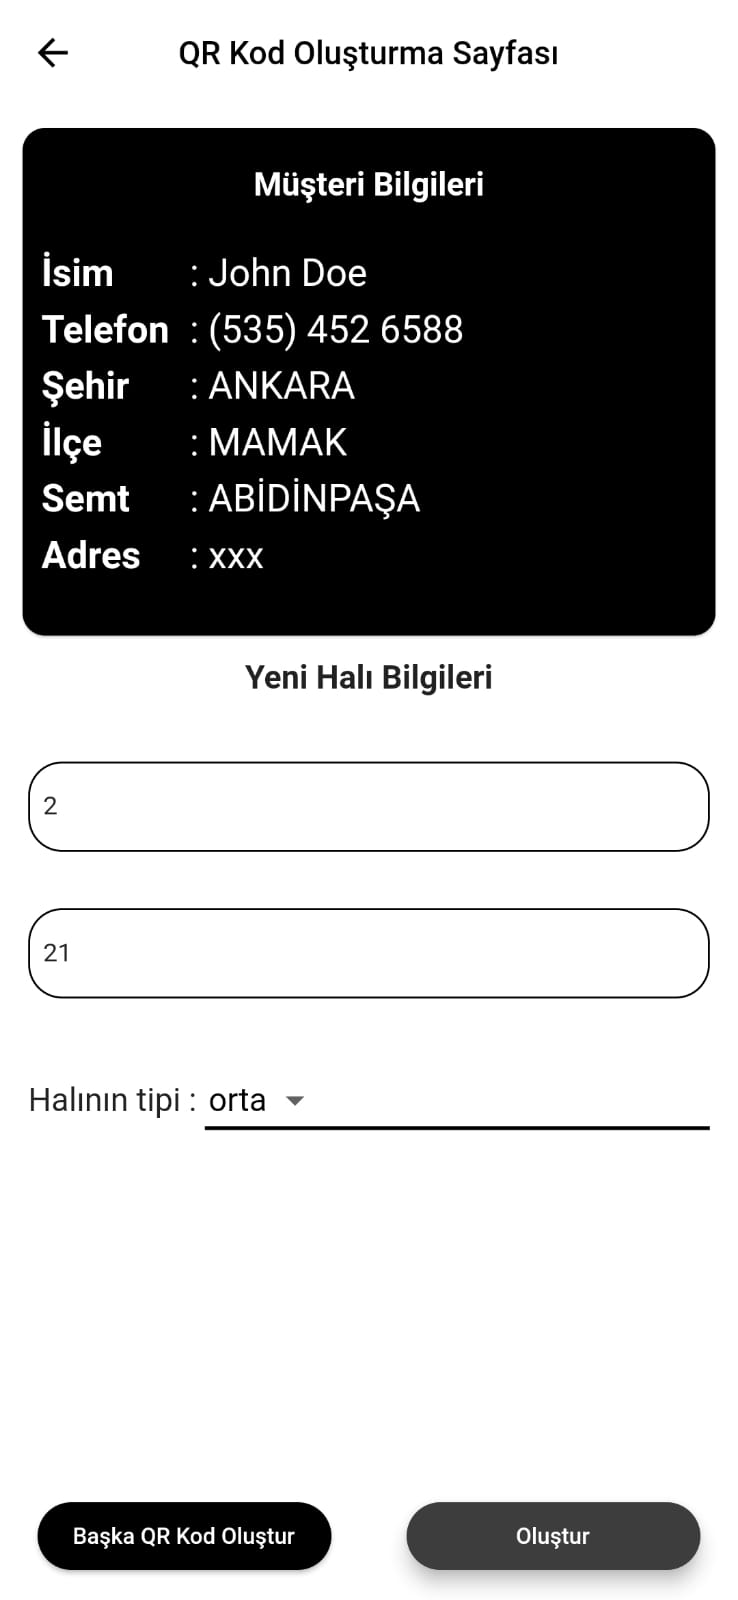 QR Kod Oluşturma Sayfası
Müşteri Bilgileri
İsim : John Doe
Telefon : (535) 452 6588
Şehir : ANKARA
İlçe : MAMAK
Semt : ABİDİNPAŞA
Adres : xxx
Yeni Halı Bilgileri
2
21
Halının tipi : orta
Başka QR Kod Oluştur
Oluştur